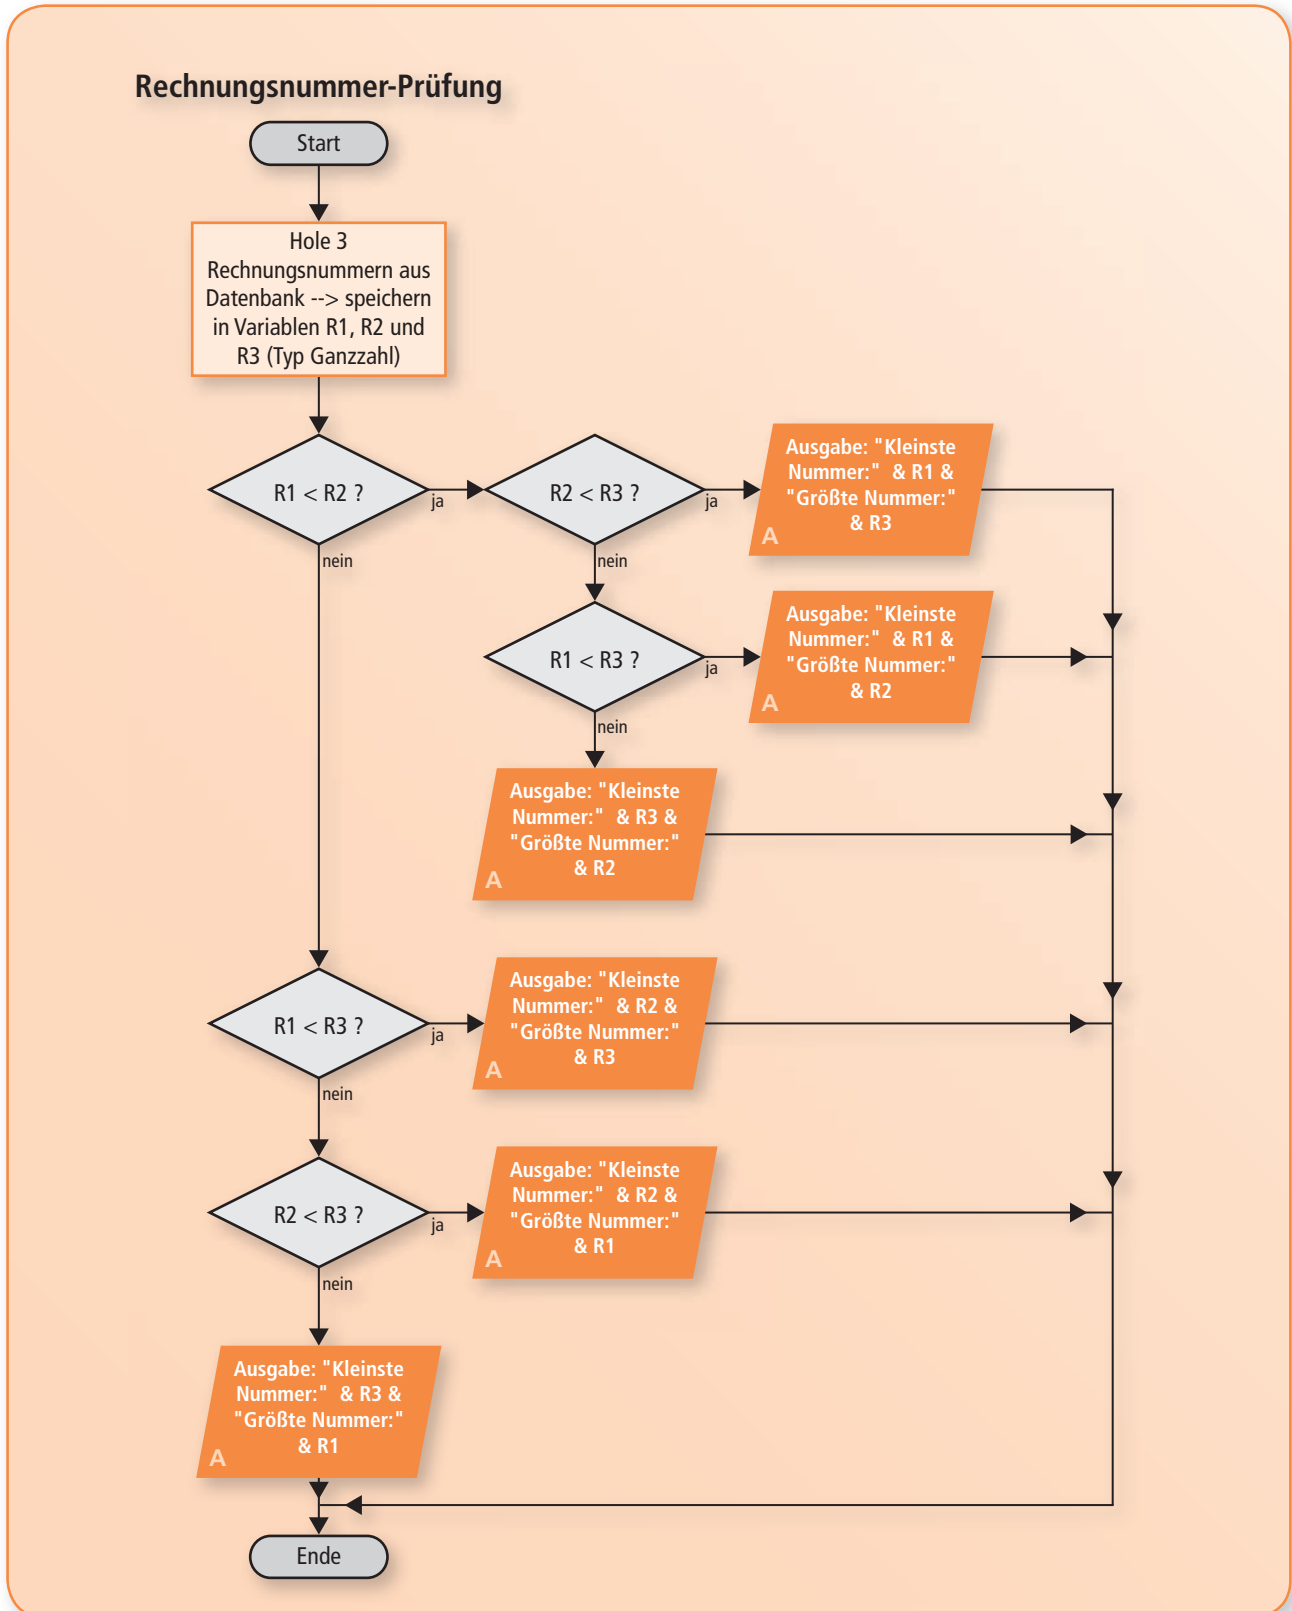 Rechnungsnummer-Prüfung
Start
Hole 3
Rechnungsnummern aus
Datenbank --> speichern
in Variablen R1, R2 und
R3 (Typ Ganzzahl)
R1 < R2 ?
ja
nein
R2 < R3 ?
ja
nein
Ausgabe: "Kleinste
Nummer:" & R1 &
"Größte Nummer:"
& R3
A
R1 < R3 ?
ja
nein
Ausgabe: "Kleinste
Nummer:" & R1 &
"Größte Nummer:"
& R2
A
Ausgabe: "Kleinste
Nummer:" & R3 &
"Größte Nummer:"
& R2
A
R1 < R3 ?
ja
nein
Ausgabe: "Kleinste
Nummer:" & R2 &
"Größte Nummer:"
& R3
A
R2 < R3 ?
ja
nein
Ausgabe: "Kleinste
Nummer:" & R2 &
"Größte Nummer:"
& R1
A
Ausgabe: "Kleinste
Nummer:" & R3 &
"Größte Nummer:"
& R1
A
Ende